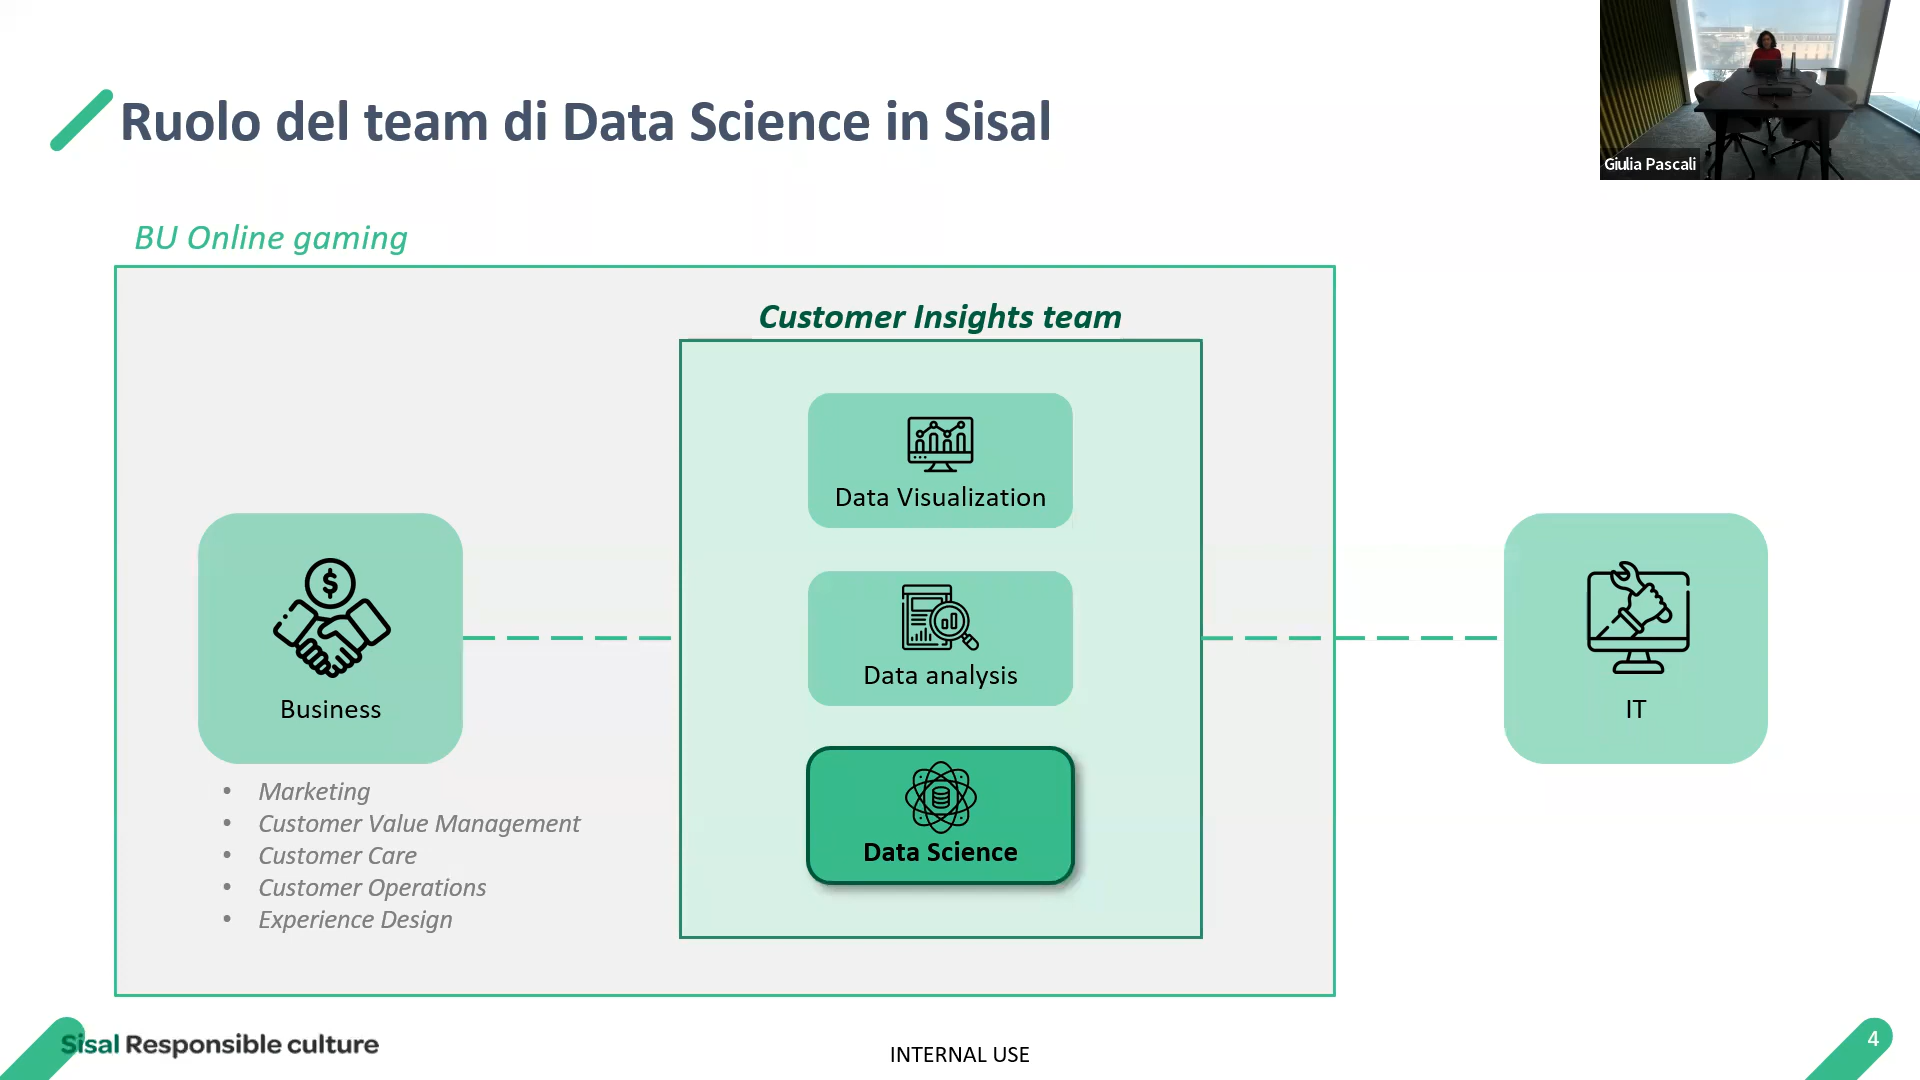 Ruolo del team di Data Science in Sisal
Giulia Pascali
BU Online gaming
Customer Insights team
Data Visualization
Data analysis
Data Science
Business
• Marketing
• Customer Value Management
• Customer Care
• Customer Operations
• Experience Design
IT
Sisal Responsible culture
INTERNAL USE
4